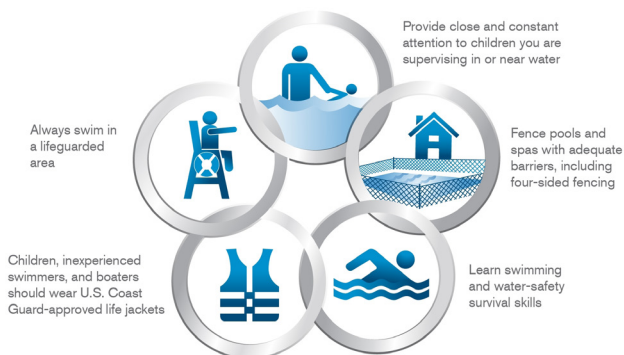 Provide close and constant
attention to children you are
supervising in or near water
Always swim in
a lifeguarded
area
Fence pools and
spas with adequate
barriers, including
four-sided fencing
Children, inexperienced
swimmers, and boaters
should wear U.S. Coast
Guard-approved life jackets
Learn swimming
and water-safety
survival skills